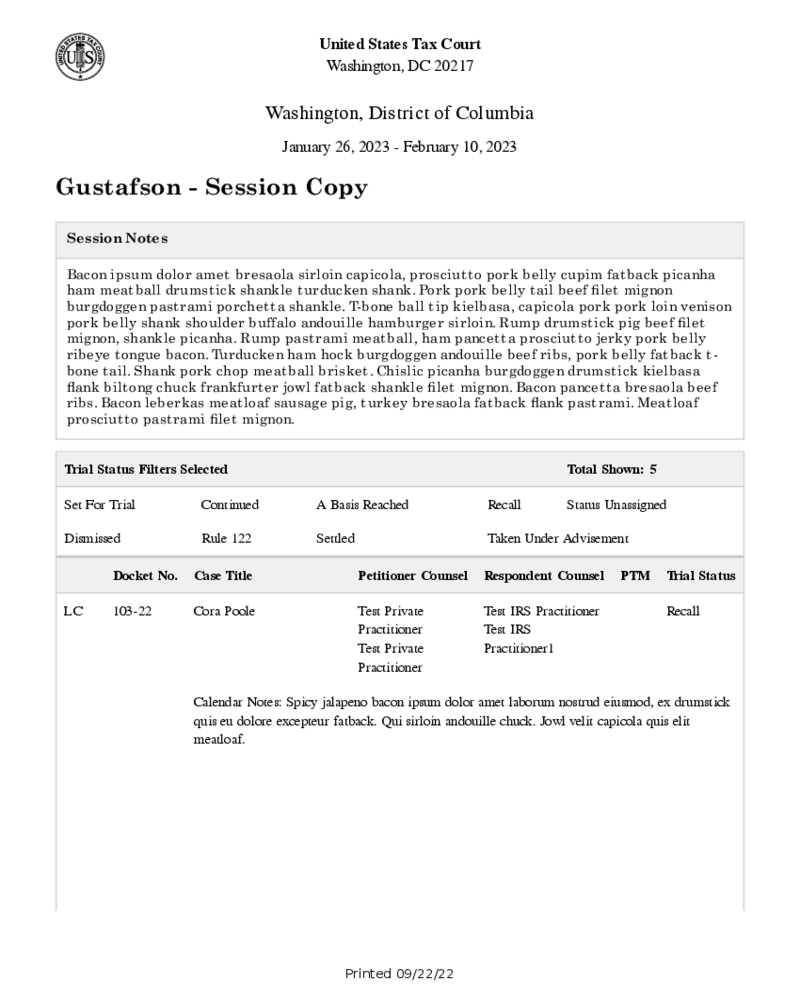 United States Tax Court
Washington, DC 20217
UNITED STATES TAX COURT
US
Washington, District of Columbia
January 26, 2023 - February 10, 2023
Gustafson - Session Copy
Session Notes
Bacon ipsum dolor amet bresaola sirloin capicola, prosciutto pork belly cupim fatback picanha
ham meatball drumstick shankle turducken shank. Pork pork belly tail beef filet mignon
burgdoggen pastrami porchetta shankle. T-bone ball tip kielbasa, capicola pork pork loin venison
pork belly shank shoulder buffalo andouille hamburger sirloin. Rump drumstick pig beef filet
mignon, shankle picanha. Rump pastrami meatball, ham pancetta prosciutto jerky pork belly
ribeye tongue bacon. Turducken ham hock burgdoggen andouille beef ribs, pork belly fatback t-
bone tail. Shank pork chop meatball brisket. Chislic picanha burgdoggen drumstick kielbasa
flank biltong chuck frankfurter jowl fatback shankle filet mignon. Bacon pancetta bresaola beef
ribs. Bacon leberkas meatloaf sausage pig, turkey bresaola fatback flank pastrami. Meatloaf
prosciutto pastrami filet mignon.
Trial Status Filters Selected Total Shown: 5
Set For Trial Continued A Basis Reached Recall Status Unassigned
Dismissed Rule 122 Settled Taken Under Advisement
Docket No. Case Title Petitioner Counsel Respondent Counsel PTM Trial Status
LC 103-22 Cora Poole Test Private Test IRS Practitioner Recall
Practitioner Test IRS
Test Private Practitioner1
Practitioner
Calendar Notes: Spicy jalapeno bacon ipsum dolor amet laborum nostrud eiusmod, ex drumstick
quis eu dolore excepteur fatback. Qui sirloin andouille chuck. Jowl velit capicola quis elit
meatloaf.
Printed 09/22/22